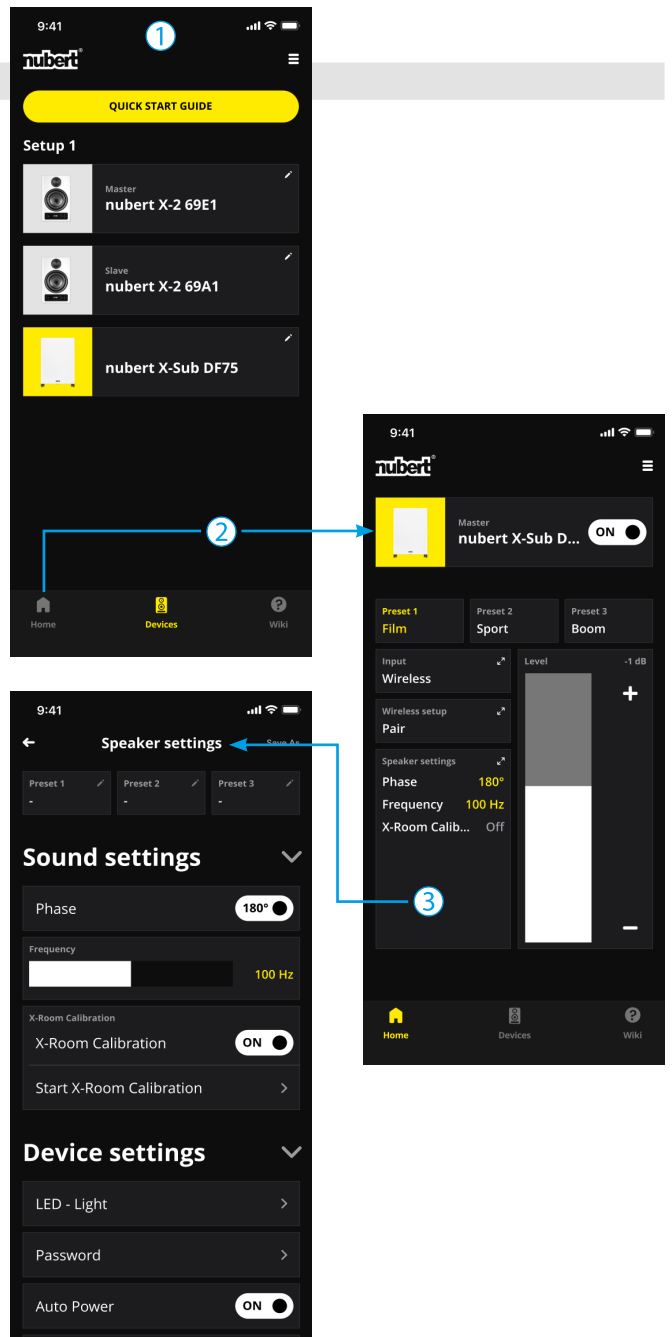 9:41
1
nubert®
QUICK START GUIDE
Setup 1
Master
nubert X-2 69E1
Slave
nubert X-2 69A1
nubert X-Sub DF75
2
Home
Devices
Wiki
9:41
nubert®
Master
nubert X-Sub D...
ON
Preset 1
Film
Preset 2
Sport
Preset 3
Boom
Input
Wireless
Wireless setup
Pair
Speaker settings
Phase 180°
Frequency 100 Hz
X-Room Calib... Off
Level -1 dB
+
−
3
Home
Devices
Wiki
9:41
Speaker settings
Save As
Preset 1
-
Preset 2
-
Preset 3
-
Sound settings
Phase 180°
Frequency
100 Hz
X-Room Calibration
X-Room Calibration ON
Start X-Room Calibration
Device settings
LED - Light
Password
Auto Power ON